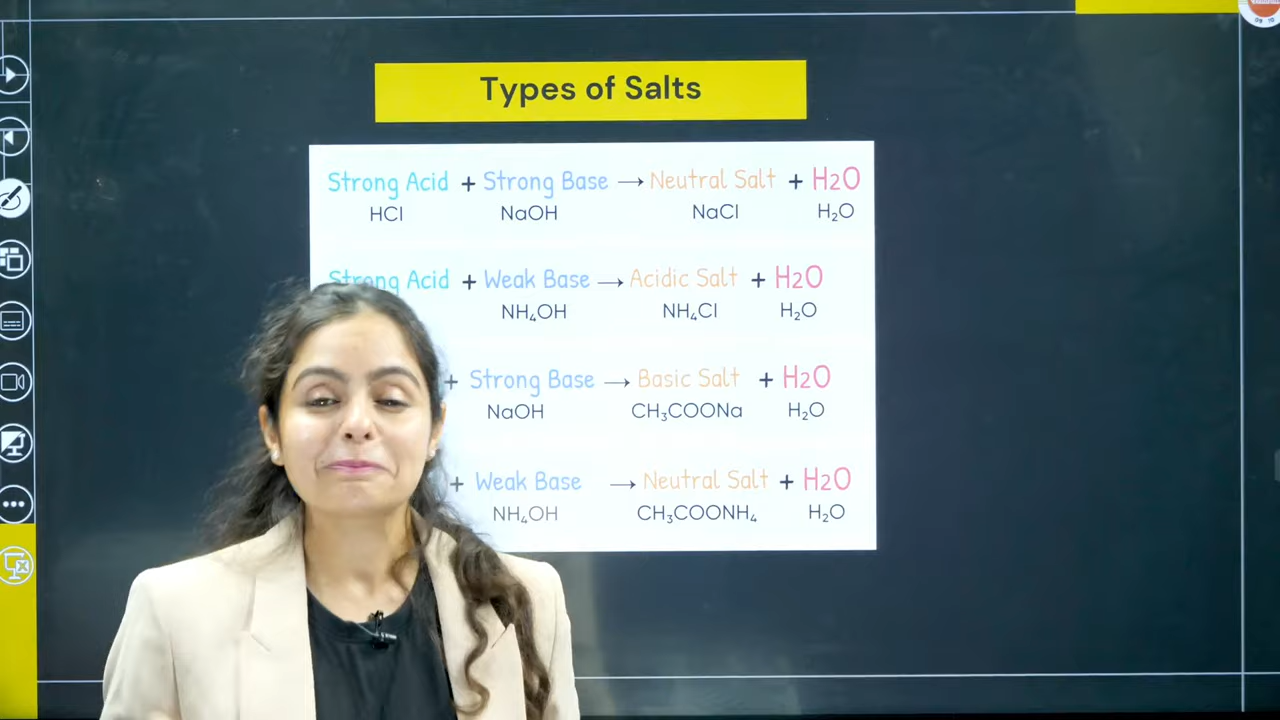 Types of Salts
Strong Acid + Strong Base → Neutral Salt + H2O
HCl NaOH NaCl H₂O
Strong Acid + Weak Base → Acidic Salt + H2O
NH₄OH NH₄Cl H₂O
+ Strong Base → Basic Salt + H2O
NaOH CH₃COONa H₂O
+ Weak Base → Neutral Salt + H2O
NH₄OH CH₃COONH₄ H₂O